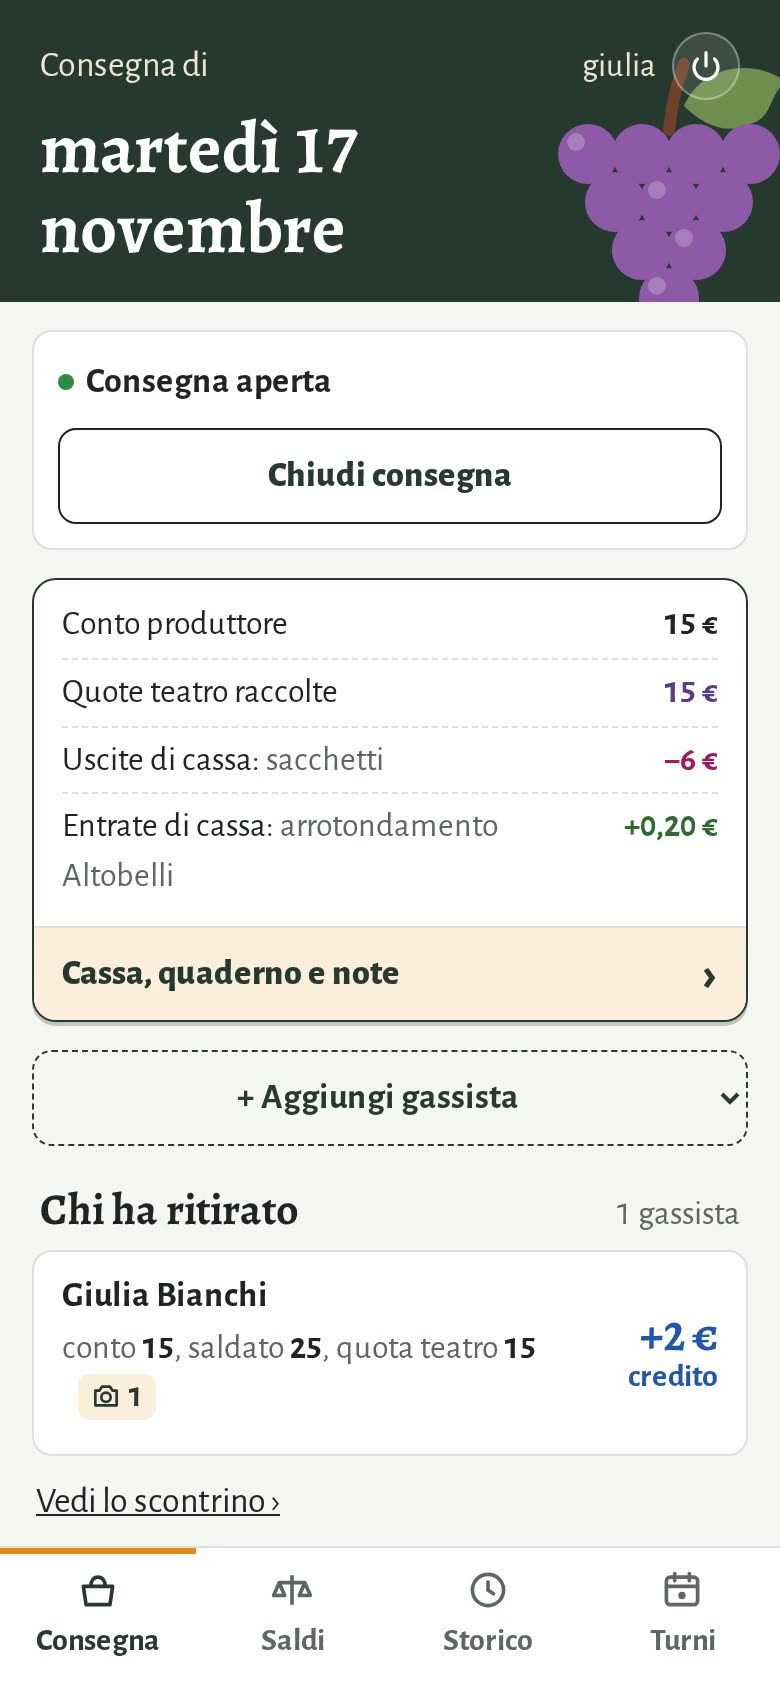 Consegna di
giulia
martedì 17
novembre
Consegna aperta
Chiudi consegna
Conto produttore 15 €
Quote teatro raccolte 15 €
Uscite di cassa: sacchetti –6 €
Entrate di cassa: arrotondamento +0,20 €
Altobelli
Cassa, quaderno e note ›
+ Aggiungi gassista
Chi ha ritirato 1 gassista
Giulia Bianchi
conto 15, saldato 25, quota teatro 15
1
+2 €
credito
Vedi lo scontrino ›
Consegna Saldi Storico Turni